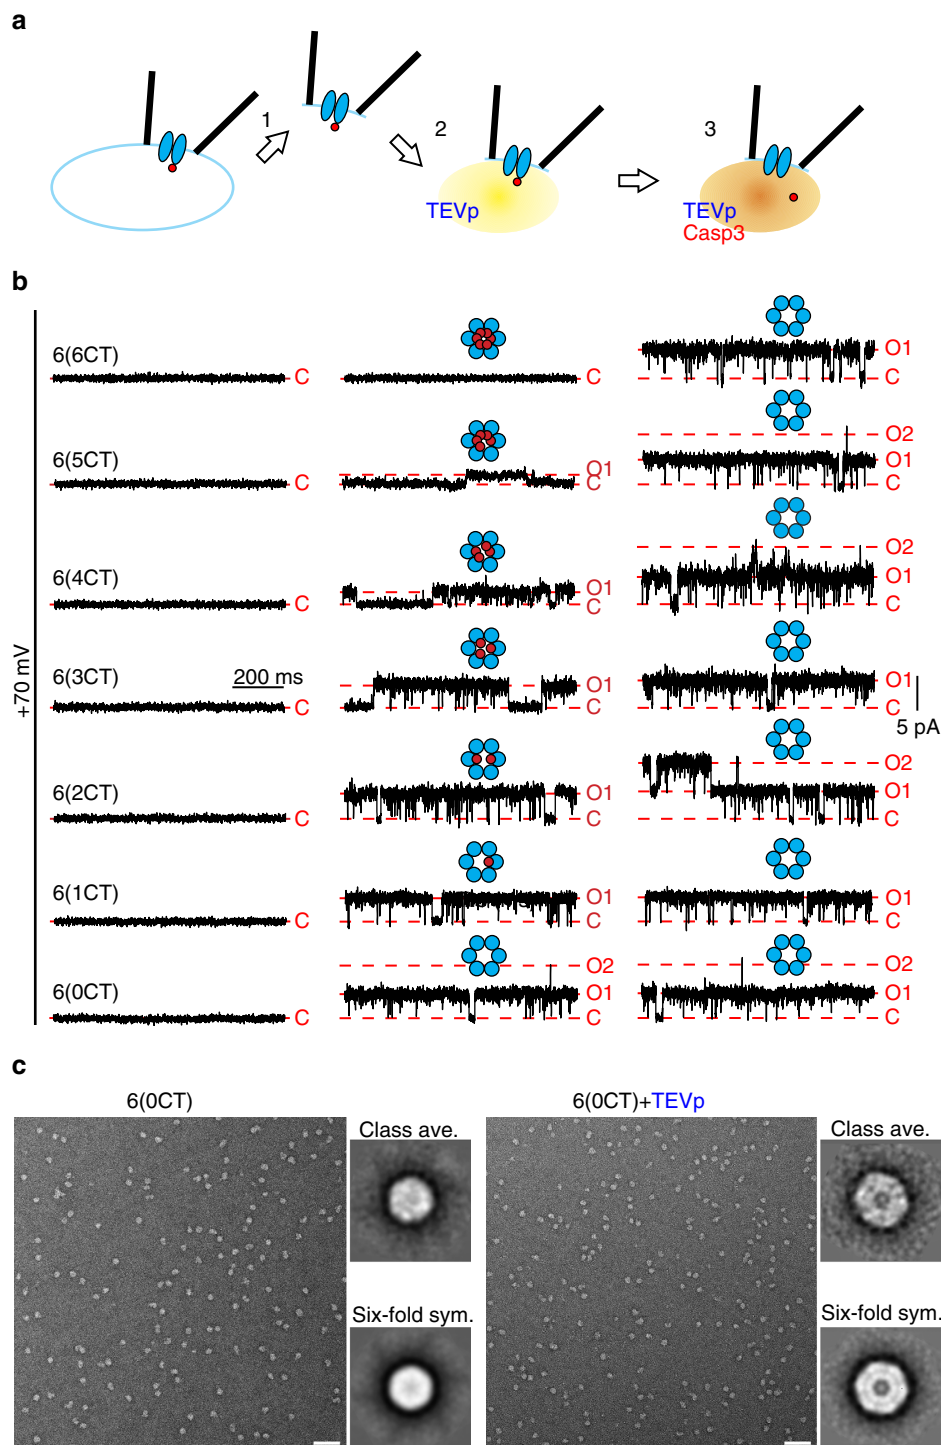 a
1
2
3
TEVp
TEVp
Casp3
b
+70 mV
6(6CT)
C
C
O1
C
6(5CT)
C
O1
C
O2
O1
C
6(4CT)
C
O1
C
O2
O1
C
6(3CT)
200 ms
C
O1
C
O1
C
5 pA
6(2CT)
C
O1
C
O2
O1
C
6(1CT)
C
O1
C
O1
C
6(0CT)
C
O2
O1
C
O2
O1
C
c
6(0CT)
Class ave.
Six-fold sym.
6(0CT)+TEVp
Class ave.
Six-fold sym.